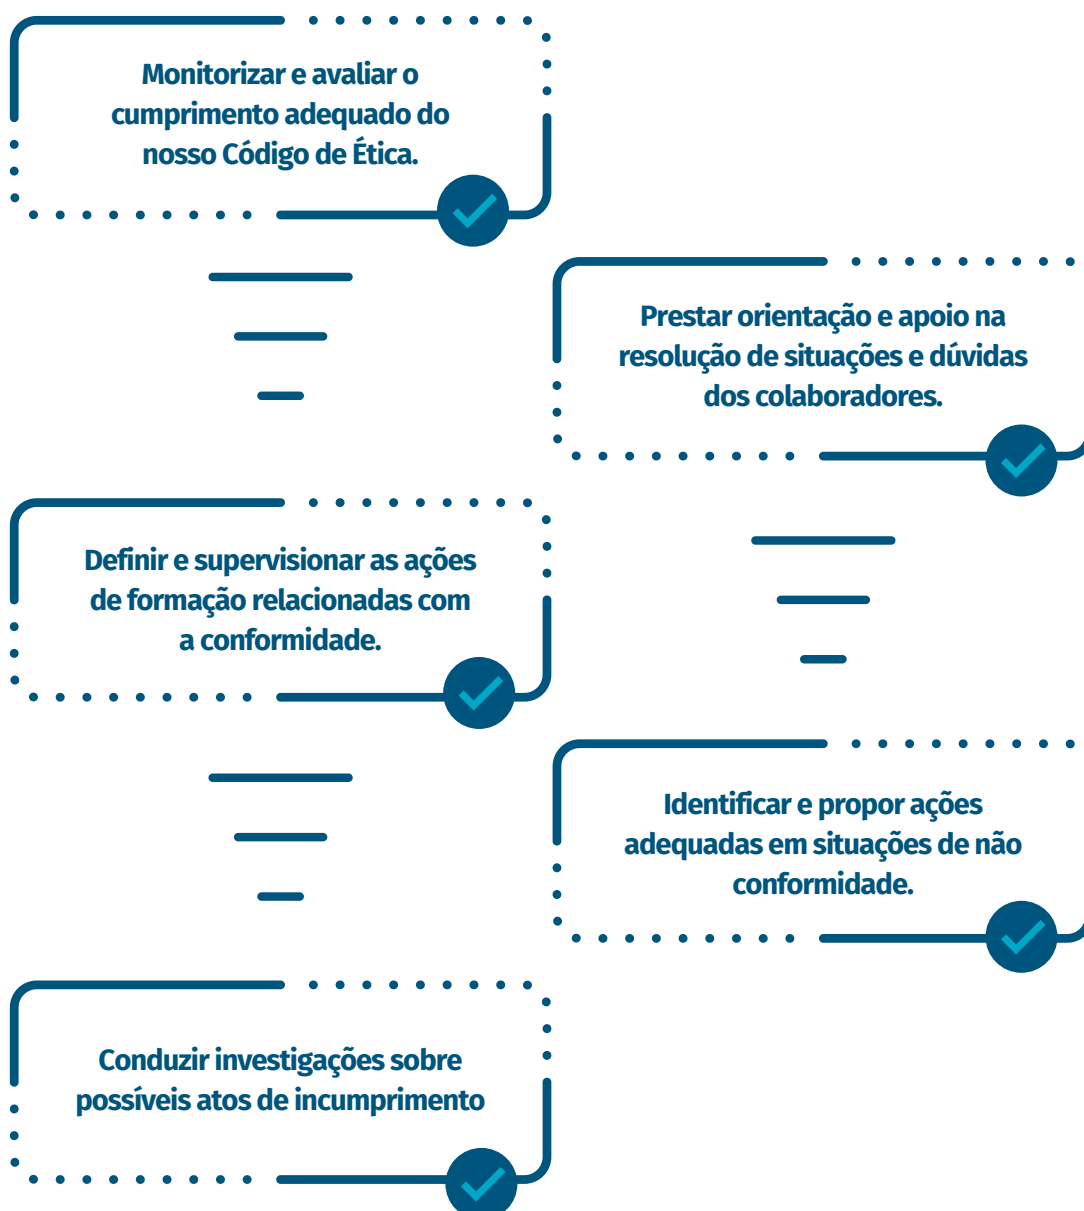 Monitorizar e avaliar o
cumprimento adequado do
nosso Código de Ética.
Prestar orientação e apoio na
resolução de situações e dúvidas
dos colaboradores.
Definir e supervisionar as ações
de formação relacionadas com
a conformidade.
Identificar e propor ações
adequadas em situações de não
conformidade.
Conduzir investigações sobre
possíveis atos de incumprimento